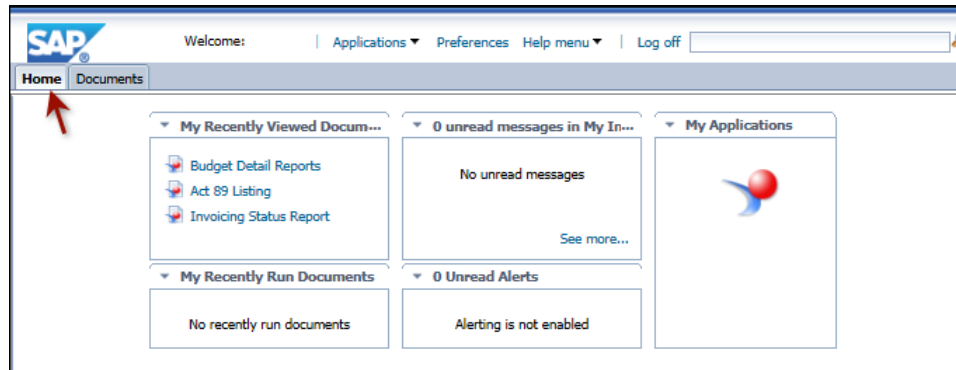 SAP®
Welcome: | Applications ▼ Preferences Help menu ▼ | Log off
Home Documents
My Recently Viewed Docum...
Budget Detail Reports
Act 89 Listing
Invoicing Status Report
0 unread messages in My In...
No unread messages
See more...
My Applications
My Recently Run Documents
No recently run documents
0 Unread Alerts
Alerting is not enabled